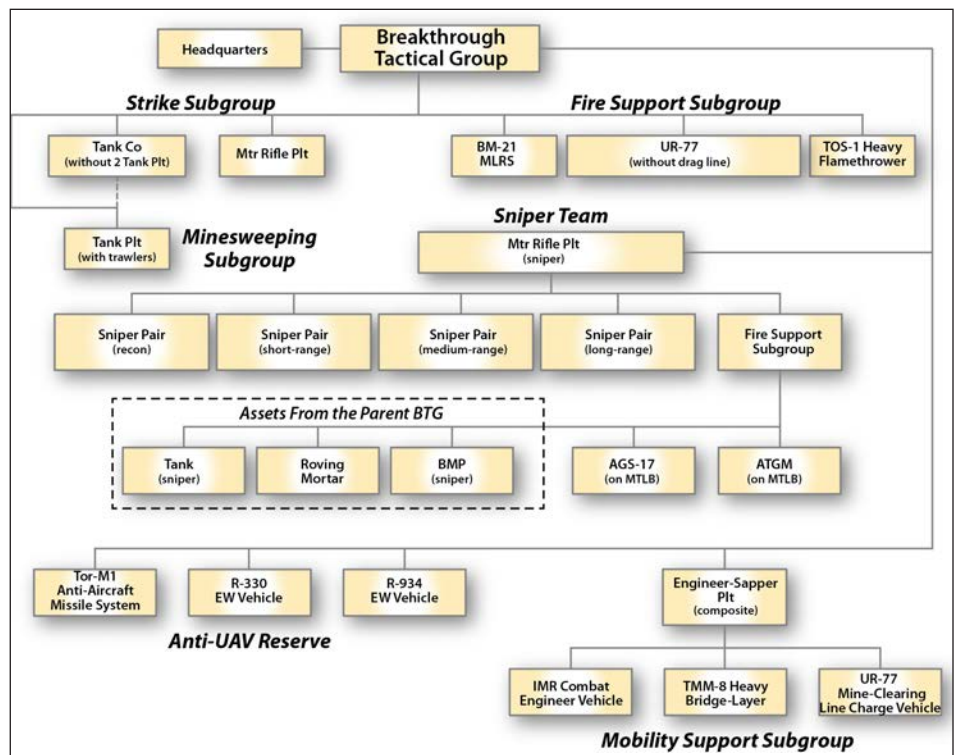 Breakthrough
Tactical Group
Headquarters
Strike Subgroup
Fire Support Subgroup
Tank Co
(without 2 Tank Plt)
Mtr Rifle Plt
BM-21
MLRS
UR-77
(without drag line)
TOS-1 Heavy
Flamethrower
Tank Plt
(with trawlers)
Minesweeping
Subgroup
Sniper Team
Mtr Rifle Plt
(sniper)
Sniper Pair
(recon)
Sniper Pair
(short-range)
Sniper Pair
(medium-range)
Sniper Pair
(long-range)
Fire Support
Subgroup
Assets From the Parent BTG
Tank
(sniper)
Roving
Mortar
BMP
(sniper)
AGS-17
(on MTLB)
ATGM
(on MTLB)
Tor-M1
Anti-Aircraft
Missile System
R-330
EW Vehicle
R-934
EW Vehicle
Anti-UAV Reserve
Engineer-Sapper
Plt
(composite)
IMR Combat
Engineer Vehicle
TMM-8 Heavy
Bridge-Layer
UR-77
Mine-Clearing
Line Charge Vehicle
Mobility Support Subgroup